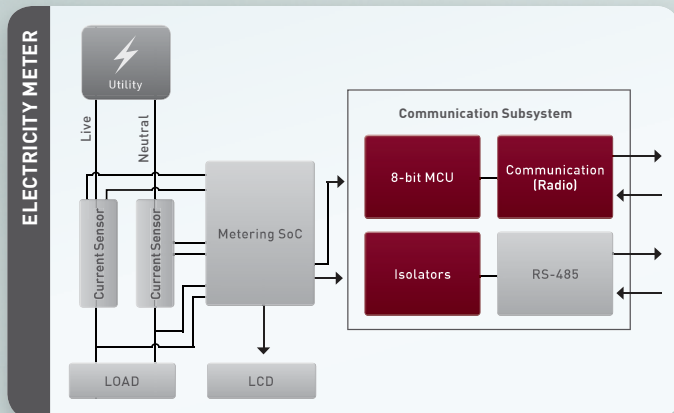 ELECTRICITY METER
Utility
Live
Neutral
Current Sensor
Current Sensor
Metering SoC
LOAD
LCD
Communication Subsystem
8-bit MCU
Communication
(Radio)
Isolators
RS-485